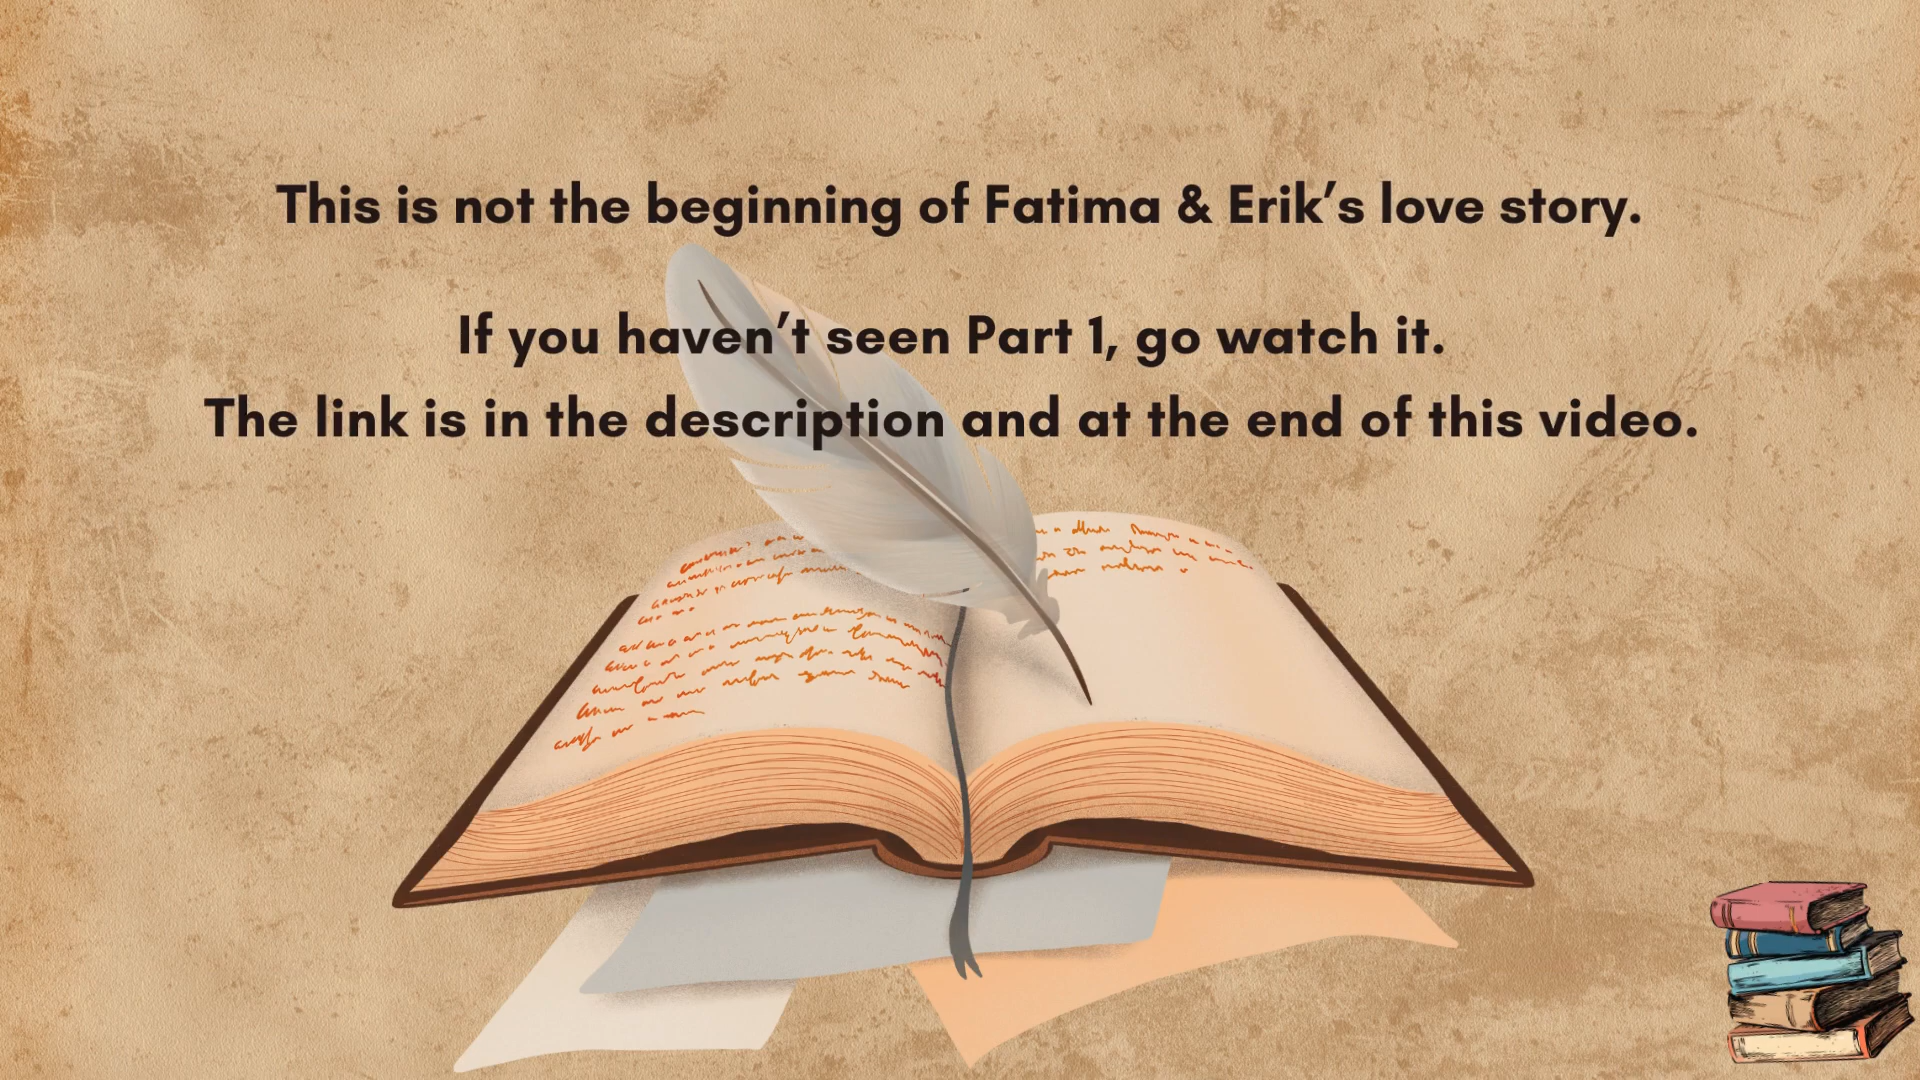 This is not the beginning of Fatima & Erik’s love story.
If you haven’t seen Part 1, go watch it.
The link is in the description and at the end of this video.